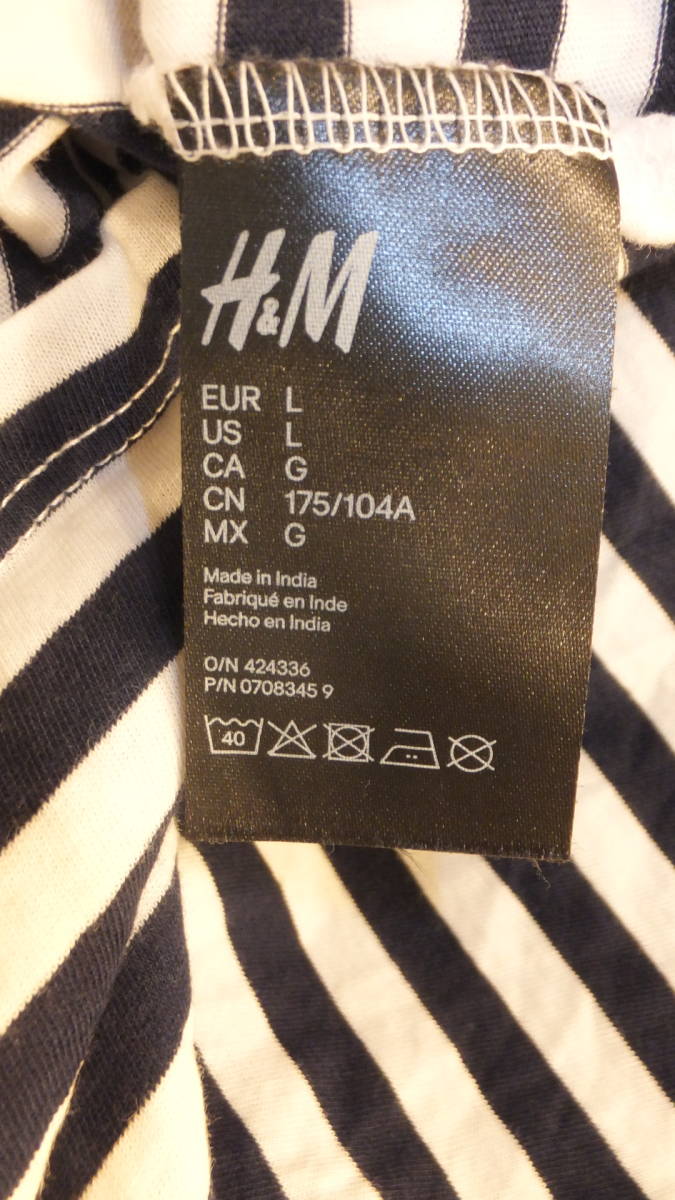 H&M
EUR L
US L
CA G
CN 175/104A
MX G
Made in India
Fabriqué en Inde
Hecho en India
O/N 424336
P/N 0708345 9
40